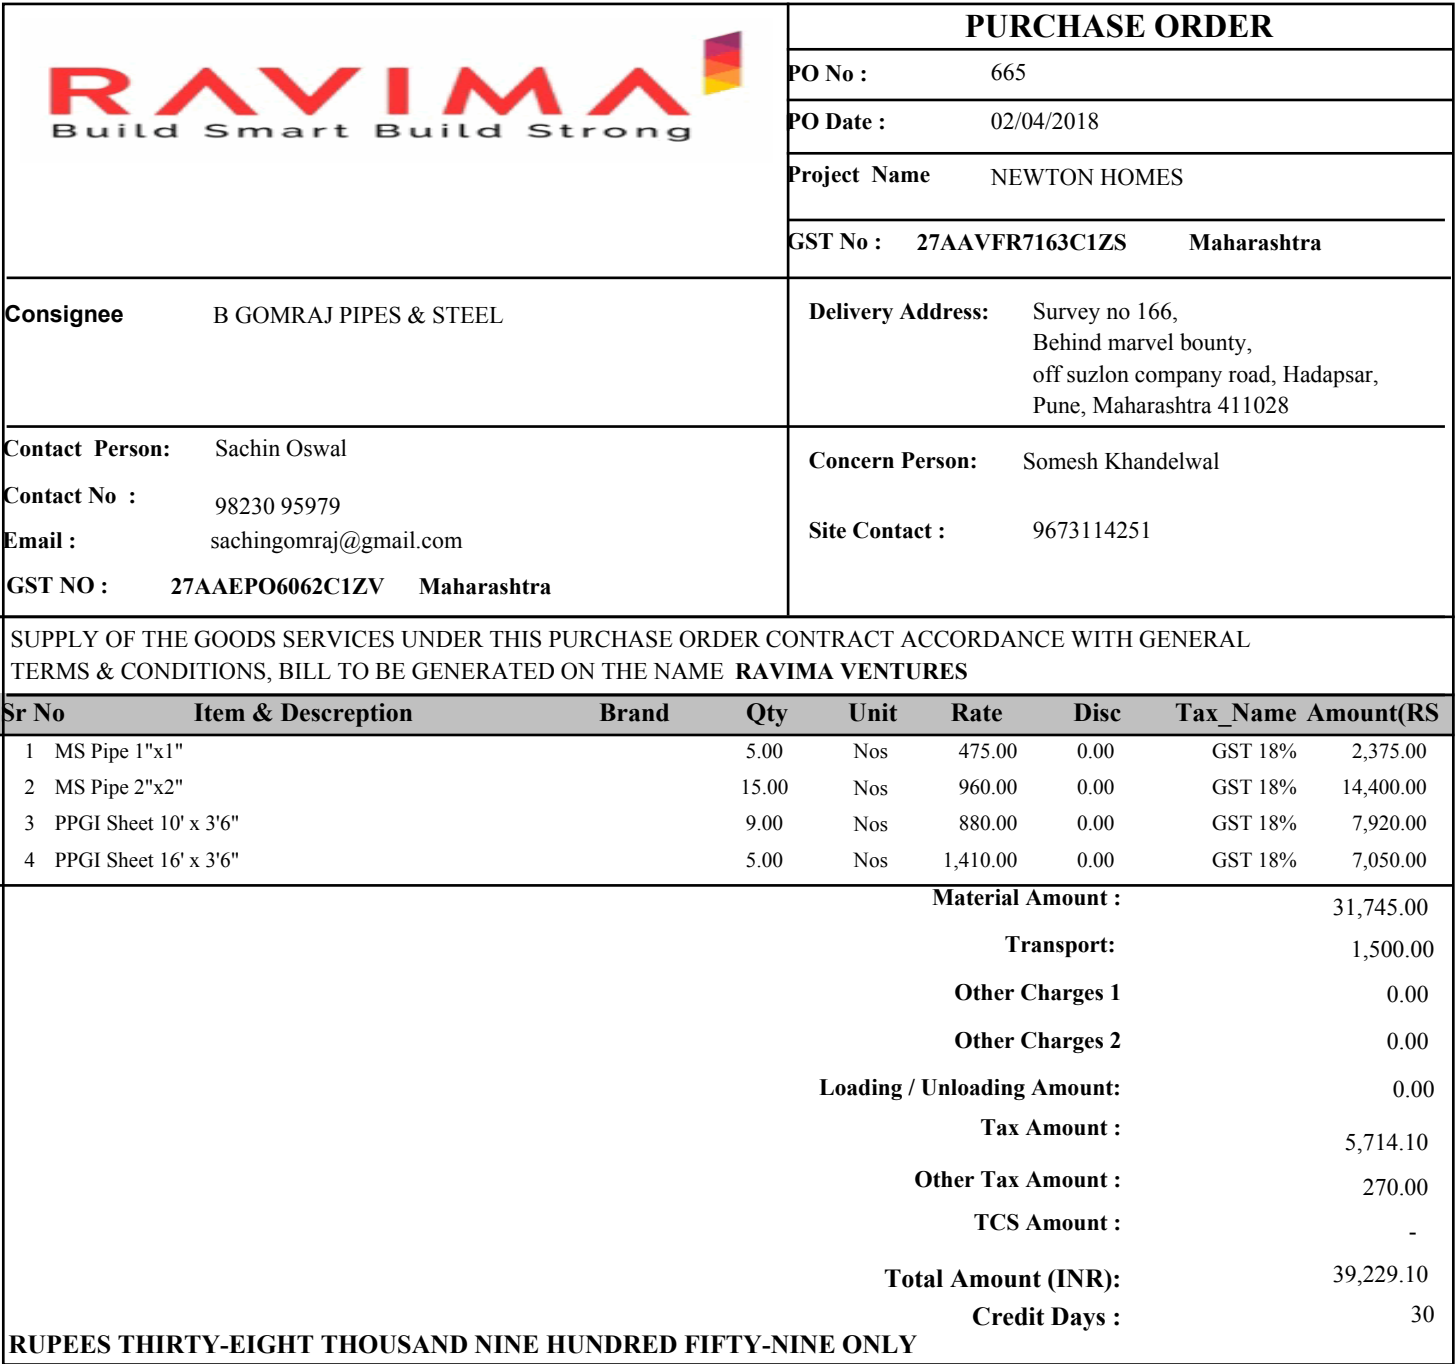 RAVIMA
Build Smart Build Strong
PURCHASE ORDER
PO No : 665
PO Date : 02/04/2018
Project Name NEWTON HOMES
GST No : 27AAVFR7163C1ZS Maharashtra
Consignee B GOMRAJ PIPES & STEEL
Delivery Address: Survey no 166,
Behind marvel bounty,
off suzlon company road, Hadapsar,
Pune, Maharashtra 411028
Contact Person: Sachin Oswal
Contact No : 98230 95979
Email : sachingomraj@gmail.com
GST NO : 27AAEPO6062C1ZV Maharashtra
Concern Person: Somesh Khandelwal
Site Contact : 9673114251
SUPPLY OF THE GOODS SERVICES UNDER THIS PURCHASE ORDER CONTRACT ACCORDANCE WITH GENERAL
TERMS & CONDITIONS, BILL TO BE GENERATED ON THE NAME RAVIMA VENTURES
Sr No Item & Descreption Brand Qty Unit Rate Disc Tax_Name Amount(RS
1 MS Pipe 1"x1" 5.00 Nos 475.00 0.00 GST 18% 2,375.00
2 MS Pipe 2"x2" 15.00 Nos 960.00 0.00 GST 18% 14,400.00
3 PPGI Sheet 10' x 3'6" 9.00 Nos 880.00 0.00 GST 18% 7,920.00
4 PPGI Sheet 16' x 3'6" 5.00 Nos 1,410.00 0.00 GST 18% 7,050.00
Material Amount : 31,745.00
Transport: 1,500.00
Other Charges 1 0.00
Other Charges 2 0.00
Loading / Unloading Amount: 0.00
Tax Amount : 5,714.10
Other Tax Amount : 270.00
TCS Amount : -
Total Amount (INR): 39,229.10
Credit Days : 30
RUPEES THIRTY-EIGHT THOUSAND NINE HUNDRED FIFTY-NINE ONLY